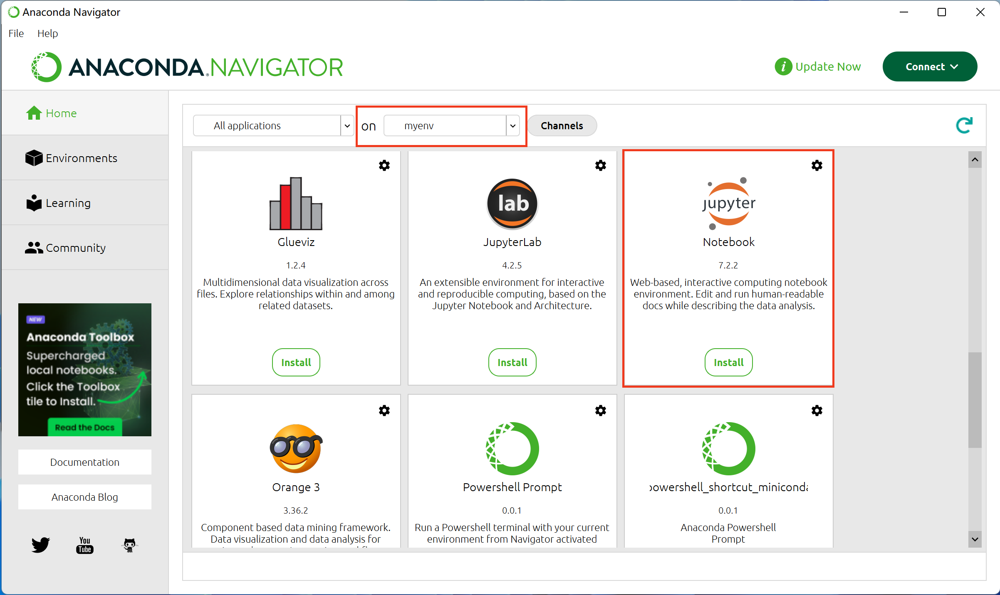 Anaconda Navigator
File Help
ANACONDA.NAVIGATOR
Update Now
Connect
Home
Environments
Learning
Community
NEW
Anaconda Toolbox
Supercharged
local notebooks.
Click the Toolbox
tile to Install.
Read the Docs
Documentation
Anaconda Blog
You
Tube
All applications on myenv Channels
Glueviz
1.2.4
Multidimensional data visualization across
files. Explore relationships within and among
related datasets.
Install
lab
JupyterLab
4.2.5
An extensible environment for interactive
and reproducible computing, based on the
Jupyter Notebook and Architecture.
Install
jupyter
Notebook
7.2.2
Web-based, interactive computing notebook
environment. Edit and run human-readable
docs while describing the data analysis.
Install
Orange 3
3.36.2
Component based data mining framework.
Data visualization and data analysis for
Powershell Prompt
0.0.1
Run a Powershell terminal with your current
environment from Navigator activated
powershell_shortcut_miniconda
0.0.1
Anaconda Powershell
Prompt